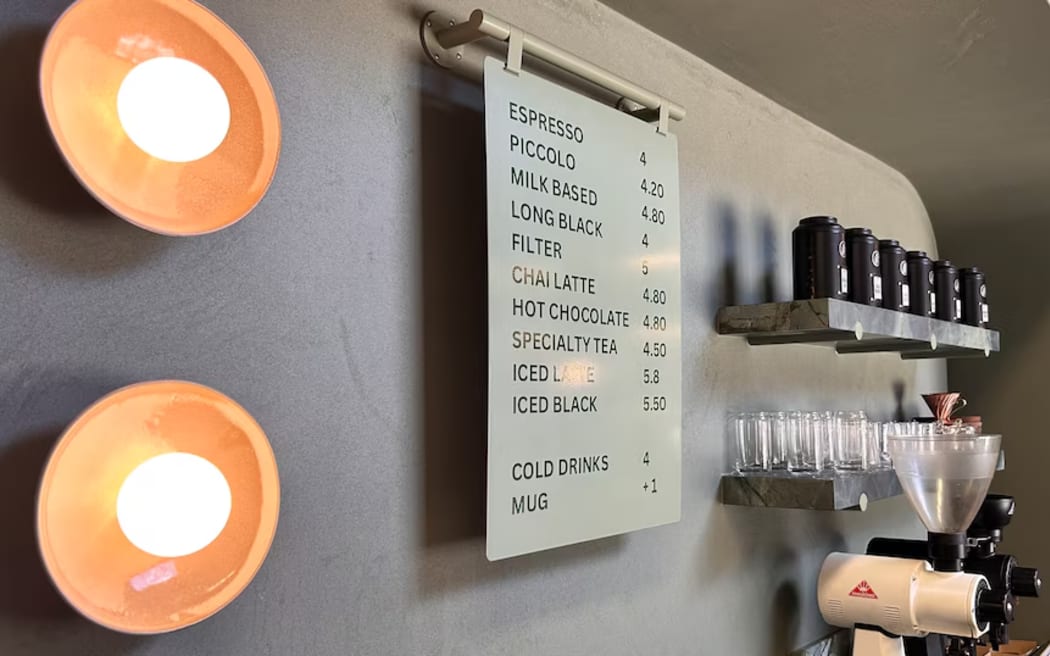 ESPRESSO 4
PICCOLO 4.20
MILK BASED 4.80
LONG BLACK 4
FILTER 5
CHAI LATTE 4.80
HOT CHOCOLATE 4.80
SPECIALTY TEA 4.50
ICED LATTE 5.8
ICED BLACK 5.50
COLD DRINKS 4
MUG +1